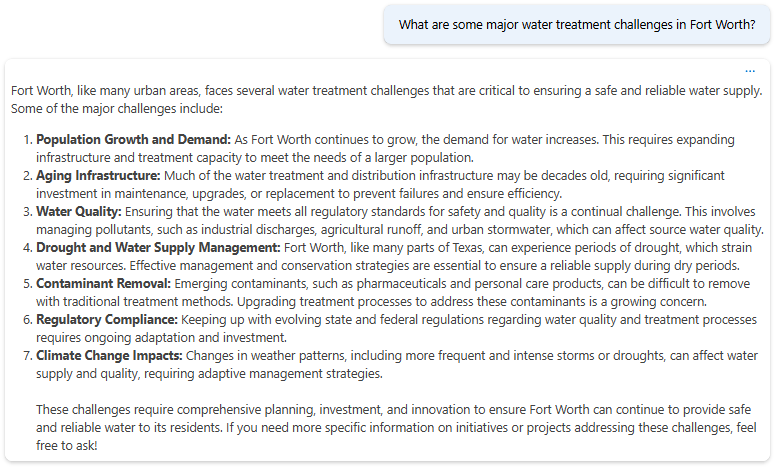 What are some major water treatment challenges in Fort Worth?
...
Fort Worth, like many urban areas, faces several water treatment challenges that are critical to ensuring a safe and reliable water supply.
Some of the major challenges include:
1. Population Growth and Demand: As Fort Worth continues to grow, the demand for water increases. This requires expanding
infrastructure and treatment capacity to meet the needs of a larger population.
2. Aging Infrastructure: Much of the water treatment and distribution infrastructure may be decades old, requiring significant
investment in maintenance, upgrades, or replacement to prevent failures and ensure efficiency.
3. Water Quality: Ensuring that the water meets all regulatory standards for safety and quality is a continual challenge. This involves
managing pollutants, such as industrial discharges, agricultural runoff, and urban stormwater, which can affect source water quality.
4. Drought and Water Supply Management: Fort Worth, like many parts of Texas, can experience periods of drought, which strain
water resources. Effective management and conservation strategies are essential to ensure a reliable supply during dry periods.
5. Contaminant Removal: Emerging contaminants, such as pharmaceuticals and personal care products, can be difficult to remove
with traditional treatment methods. Upgrading treatment processes to address these contaminants is a growing concern.
6. Regulatory Compliance: Keeping up with evolving state and federal regulations regarding water quality and treatment processes
requires ongoing adaptation and investment.
7. Climate Change Impacts: Changes in weather patterns, including more frequent and intense storms or droughts, can affect water
supply and quality, requiring adaptive management strategies.
These challenges require comprehensive planning, investment, and innovation to ensure Fort Worth can continue to provide safe
and reliable water to its residents. If you need more specific information on initiatives or projects addressing these challenges, feel
free to ask!